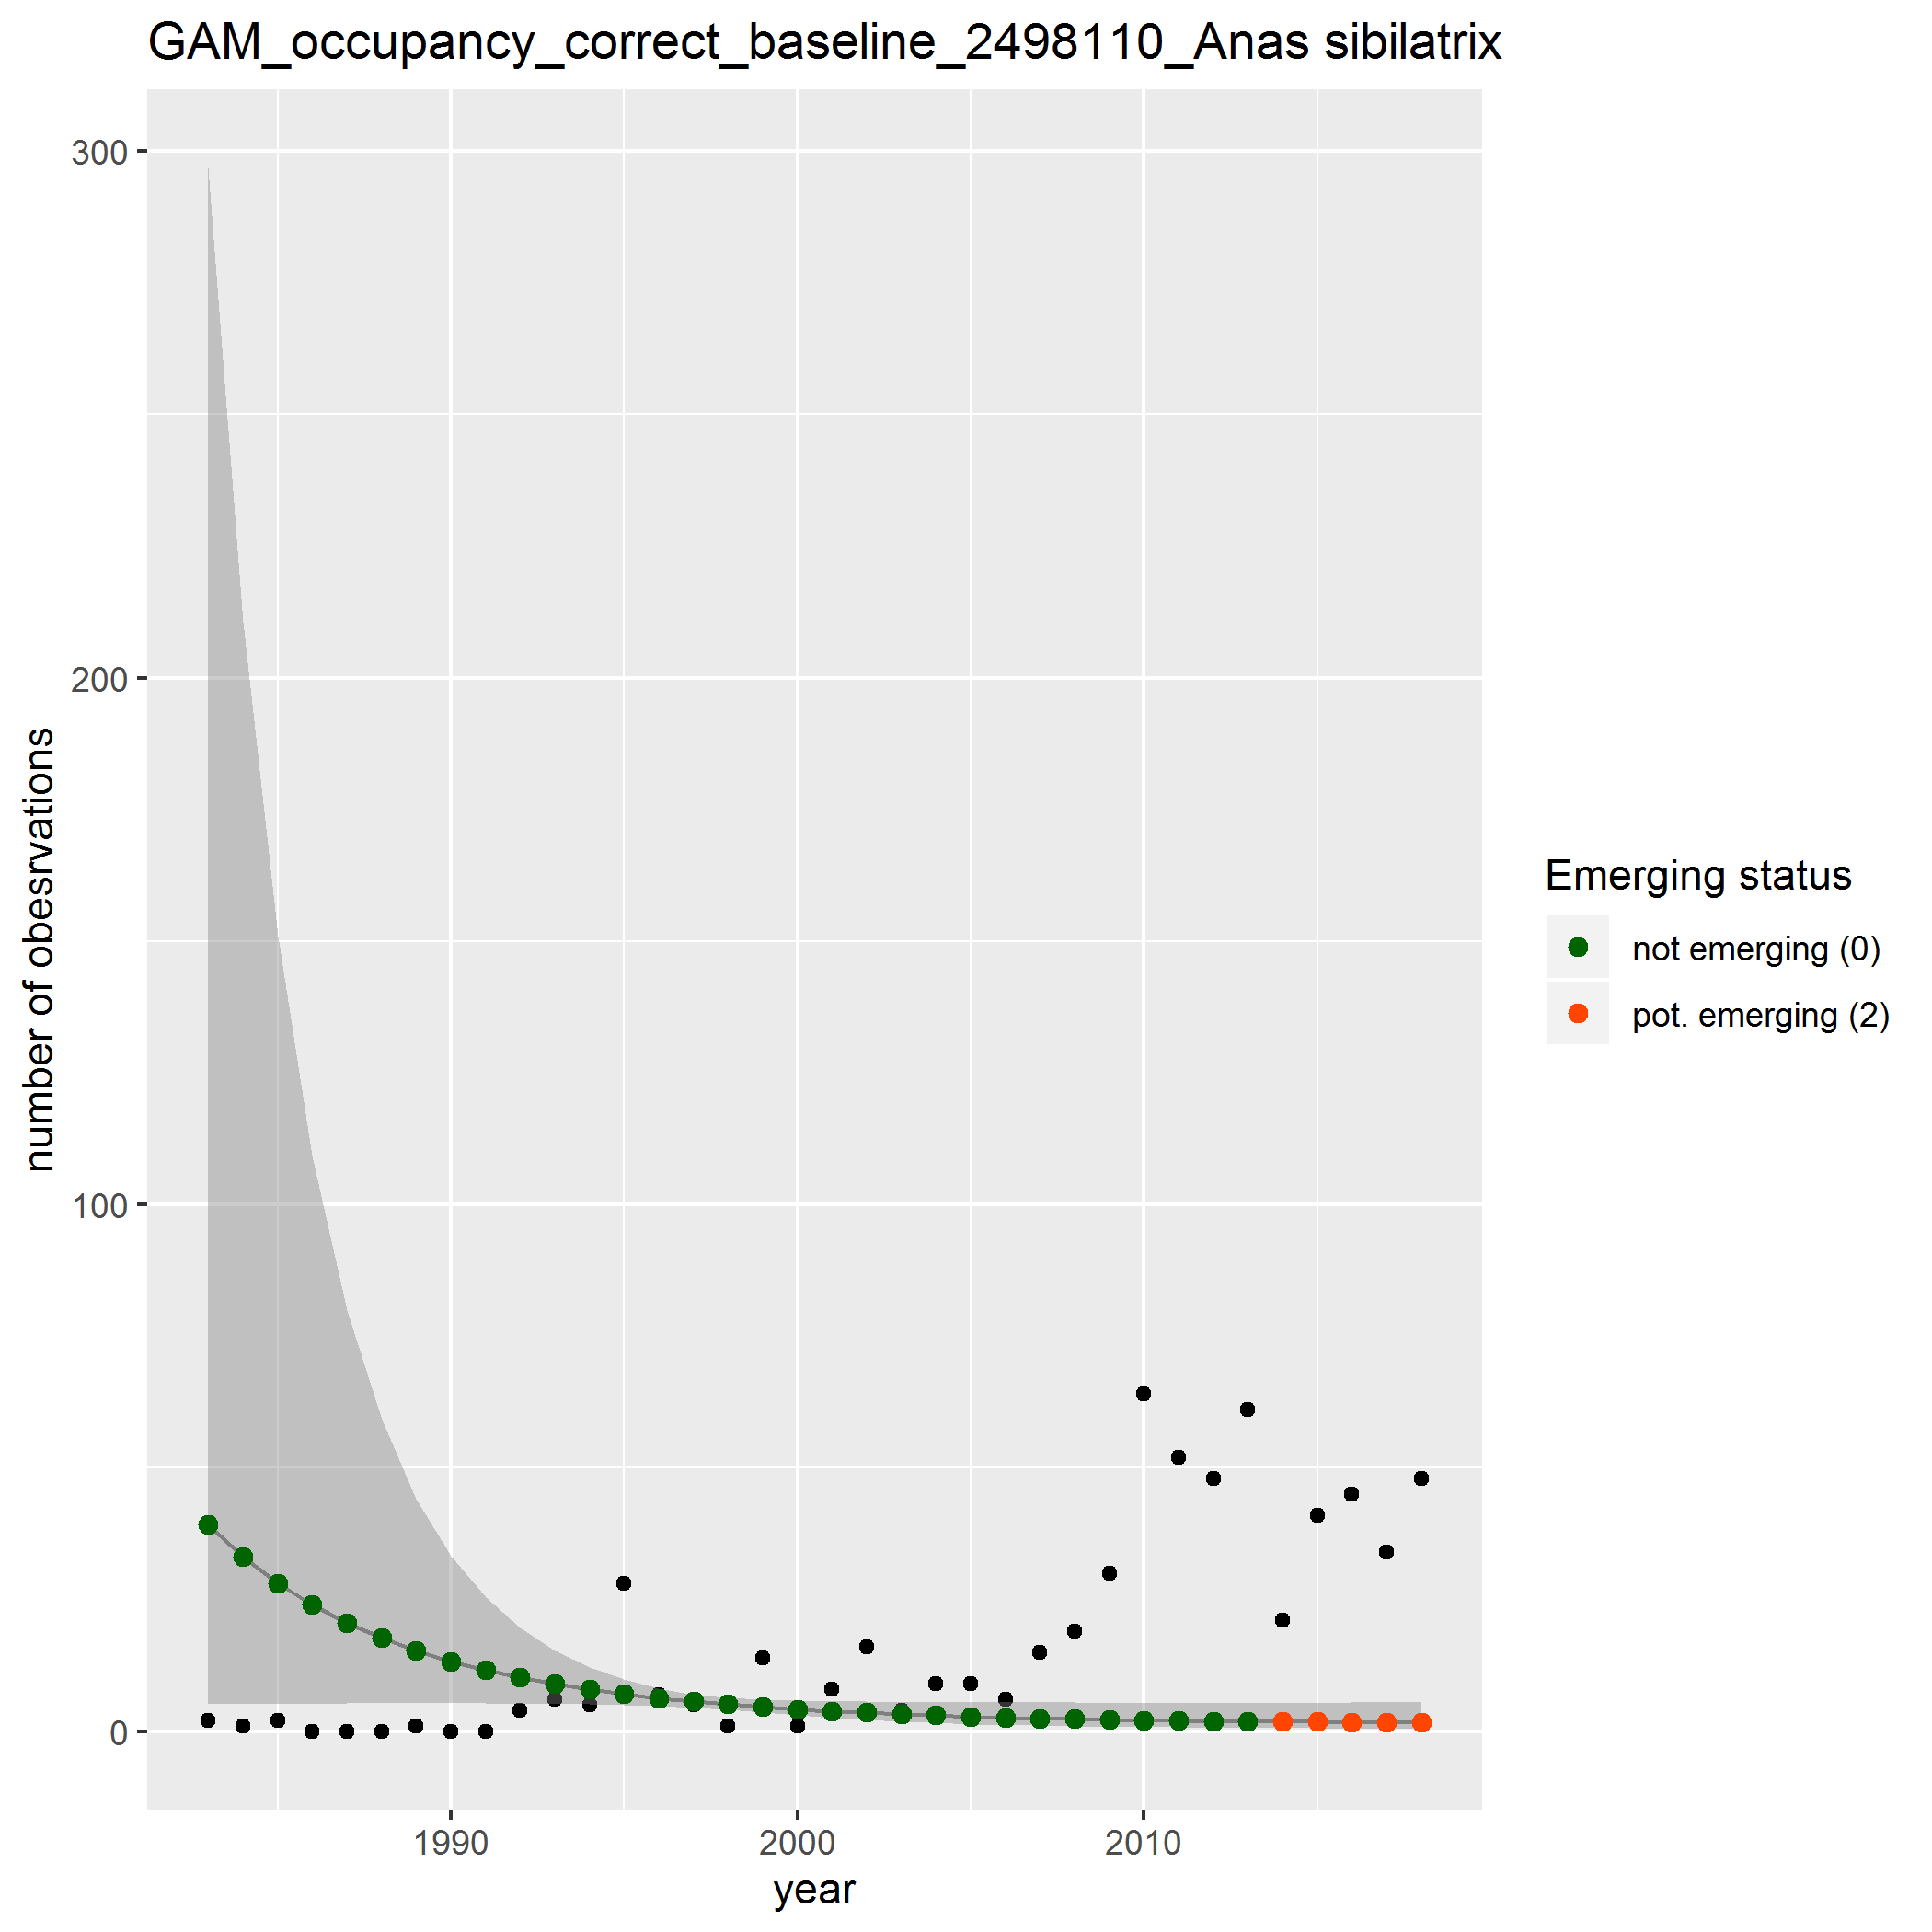 GAM_occupancy_correct_baseline_2498110_Anas sibilatrix
300
200
100
0
number of obesrvations
1990
2000
2010
year
Emerging status
not emerging (0)
pot. emerging (2)